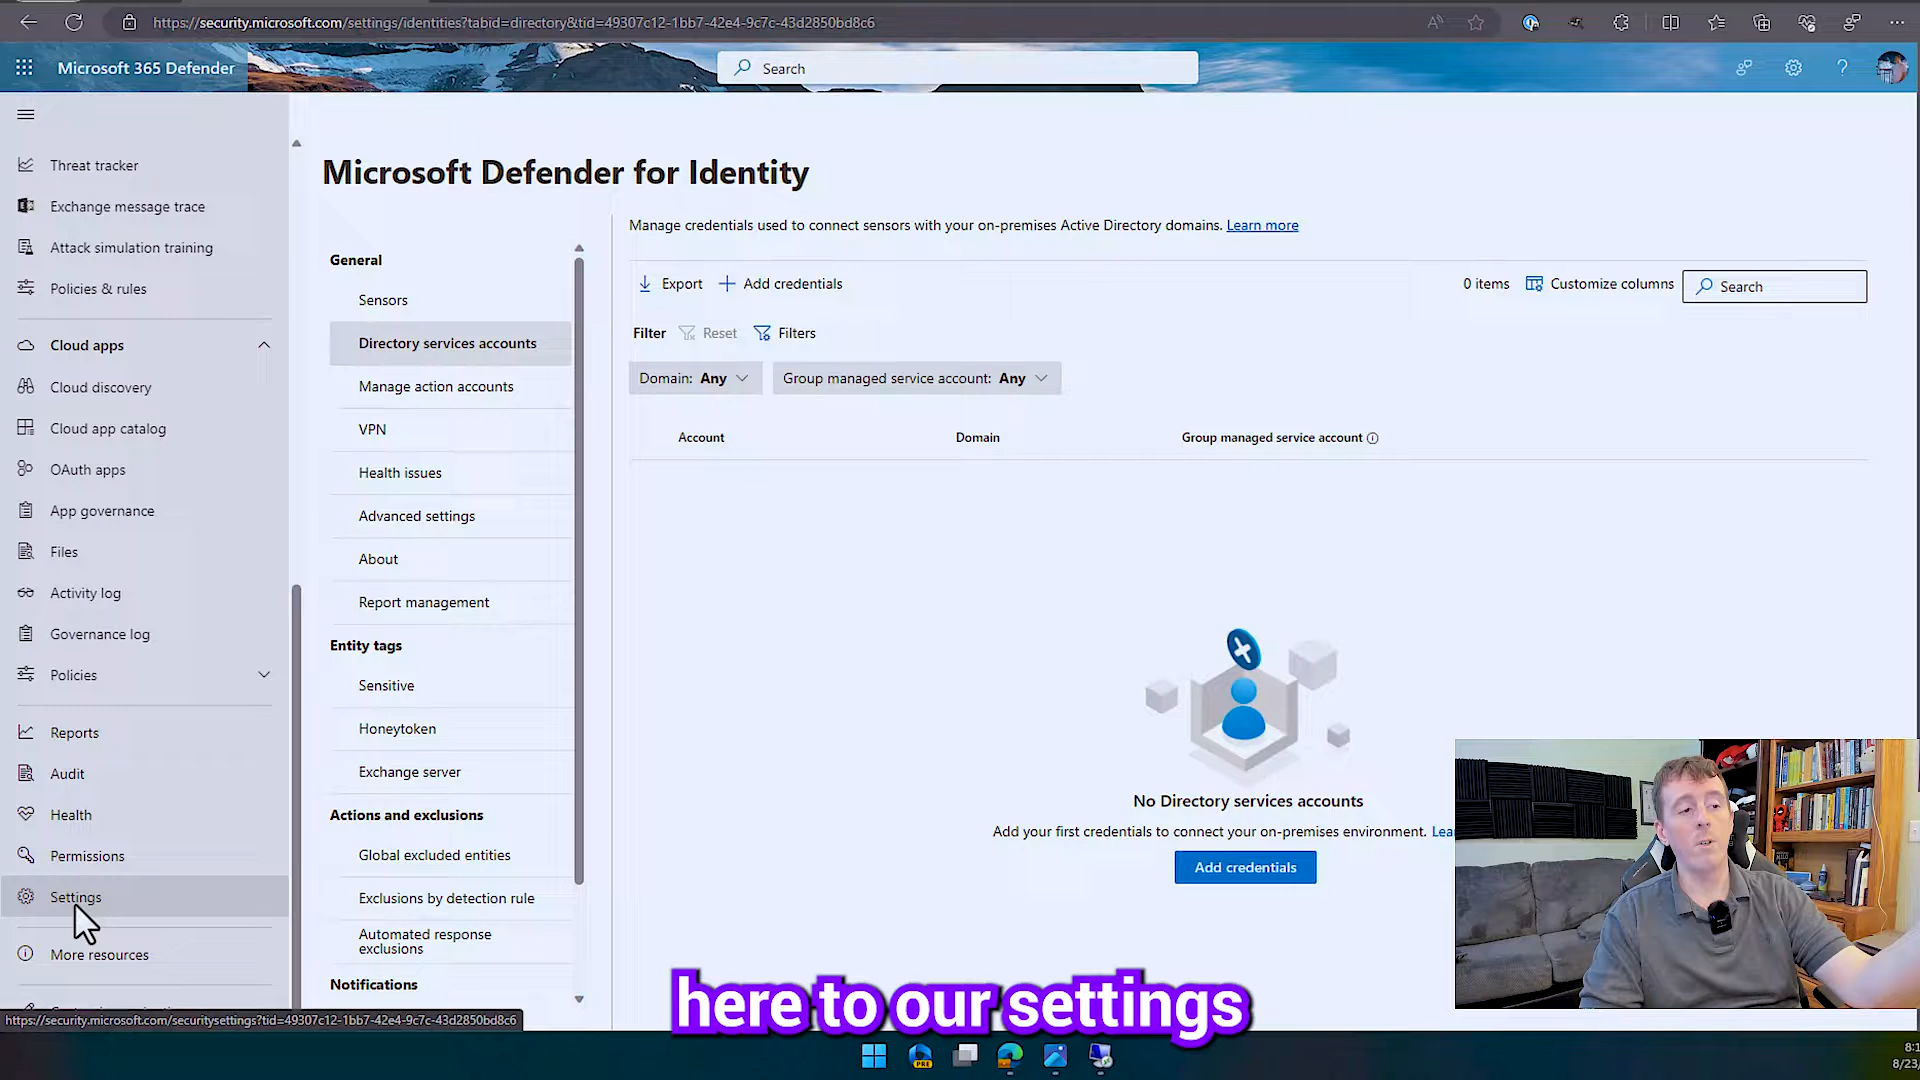 https://security.microsoft.com/settings/identities?tabid=directory&tid=49307c12-1bb7-42e4-9c7c-43d2850bd8c6
Microsoft 365 Defender
Search
Threat tracker
Exchange message trace
Attack simulation training
Policies & rules
Cloud apps
Cloud discovery
Cloud app catalog
OAuth apps
App governance
Files
Activity log
Governance log
Policies
Reports
Audit
Health
Permissions
Settings
More resources
https://security.microsoft.com/securitysettings?tid=49307c12-1bb7-42e4-9c7c-43d2850bd8c6
Microsoft Defender for Identity
General
Sensors
Directory services accounts
Manage action accounts
VPN
Health issues
Advanced settings
About
Report management
Entity tags
Sensitive
Honeytoken
Exchange server
Actions and exclusions
Global excluded entities
Exclusions by detection rule
Automated response
exclusions
Notifications
Manage credentials used to connect sensors with your on-premises Active Directory domains. Learn more
Export
Add credentials
0 items
Customize columns
Search
Filter
Reset
Filters
Domain: Any
Group managed service account: Any
Account
Domain
Group managed service account
No Directory services accounts
Add your first credentials to connect your on-premises environment. Lea
Add credentials
here to our settings
PRE
8:1
8/23/